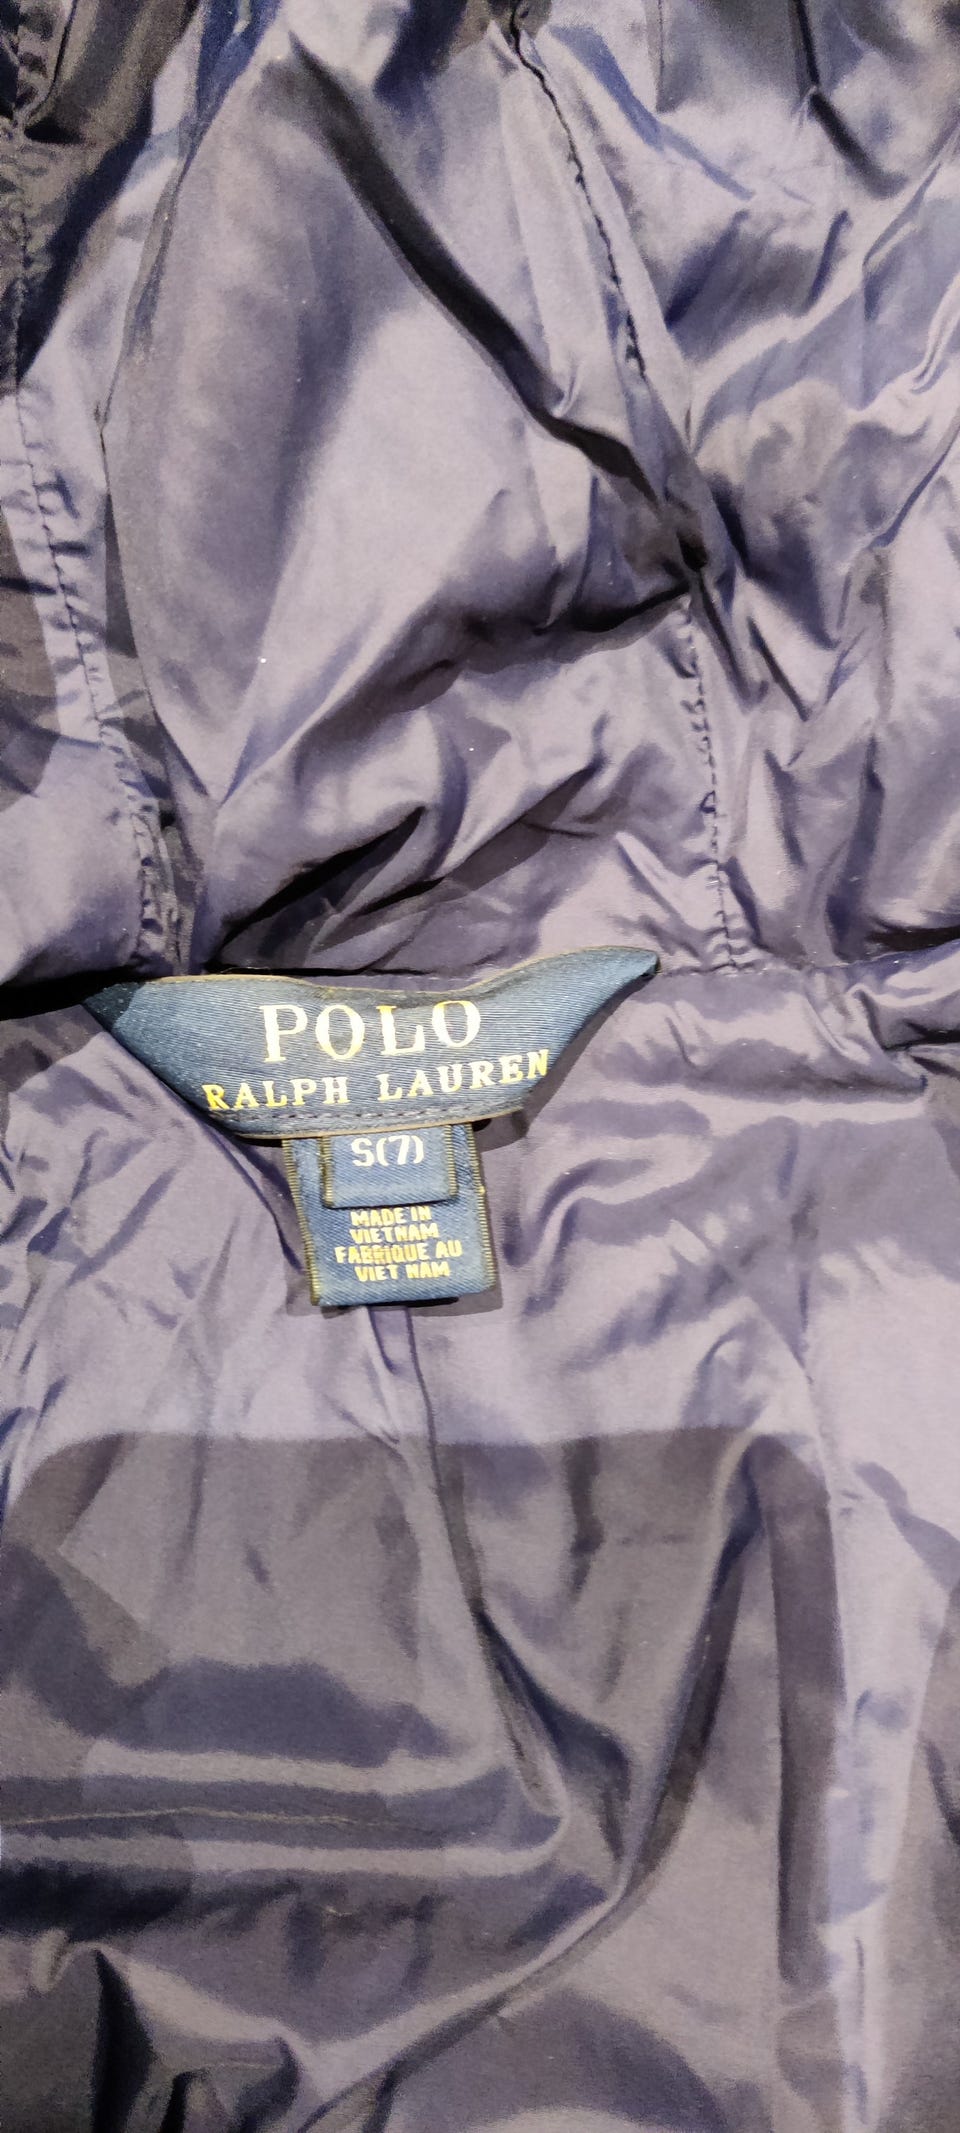 POLO
RALPH LAUREN
S(7)
MADE IN
VIETNAM
FABRIQUE AU
VIET NAM